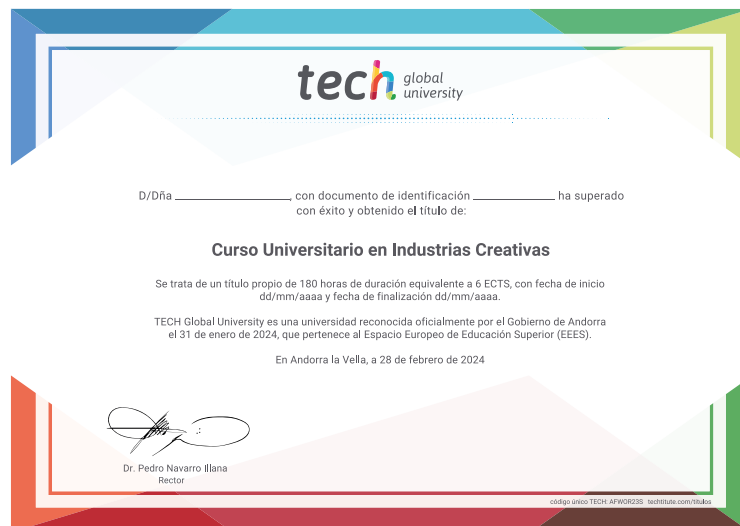 tech global university
D/Dña ____________________, con documento de identificación ______________ ha superado
con éxito y obtenido el título de:
Curso Universitario en Industrias Creativas
Se trata de un título propio de 180 horas de duración equivalente a 6 ECTS, con fecha de inicio
dd/mm/aaaa y fecha de finalización dd/mm/aaaa.
TECH Global University es una universidad reconocida oficialmente por el Gobierno de Andorra
el 31 de enero de 2024, que pertenece al Espacio Europeo de Educación Superior (EEES).
En Andorra la Vella, a 28 de febrero de 2024
Dr. Pedro Navarro Illana
Rector
código único TECH: AFWOR23S techtitute.com/titulos